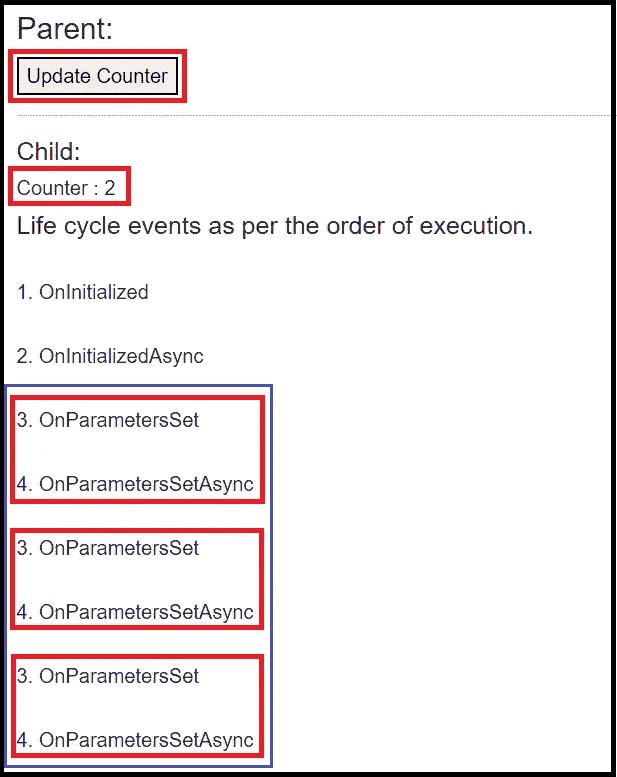 Parent:
Update Counter
Child:
Counter : 2
Life cycle events as per the order of execution.
1. OnInitialized
2. OnInitializedAsync
3. OnParametersSet
4. OnParametersSetAsync
3. OnParametersSet
4. OnParametersSetAsync
3. OnParametersSet
4. OnParametersSetAsync